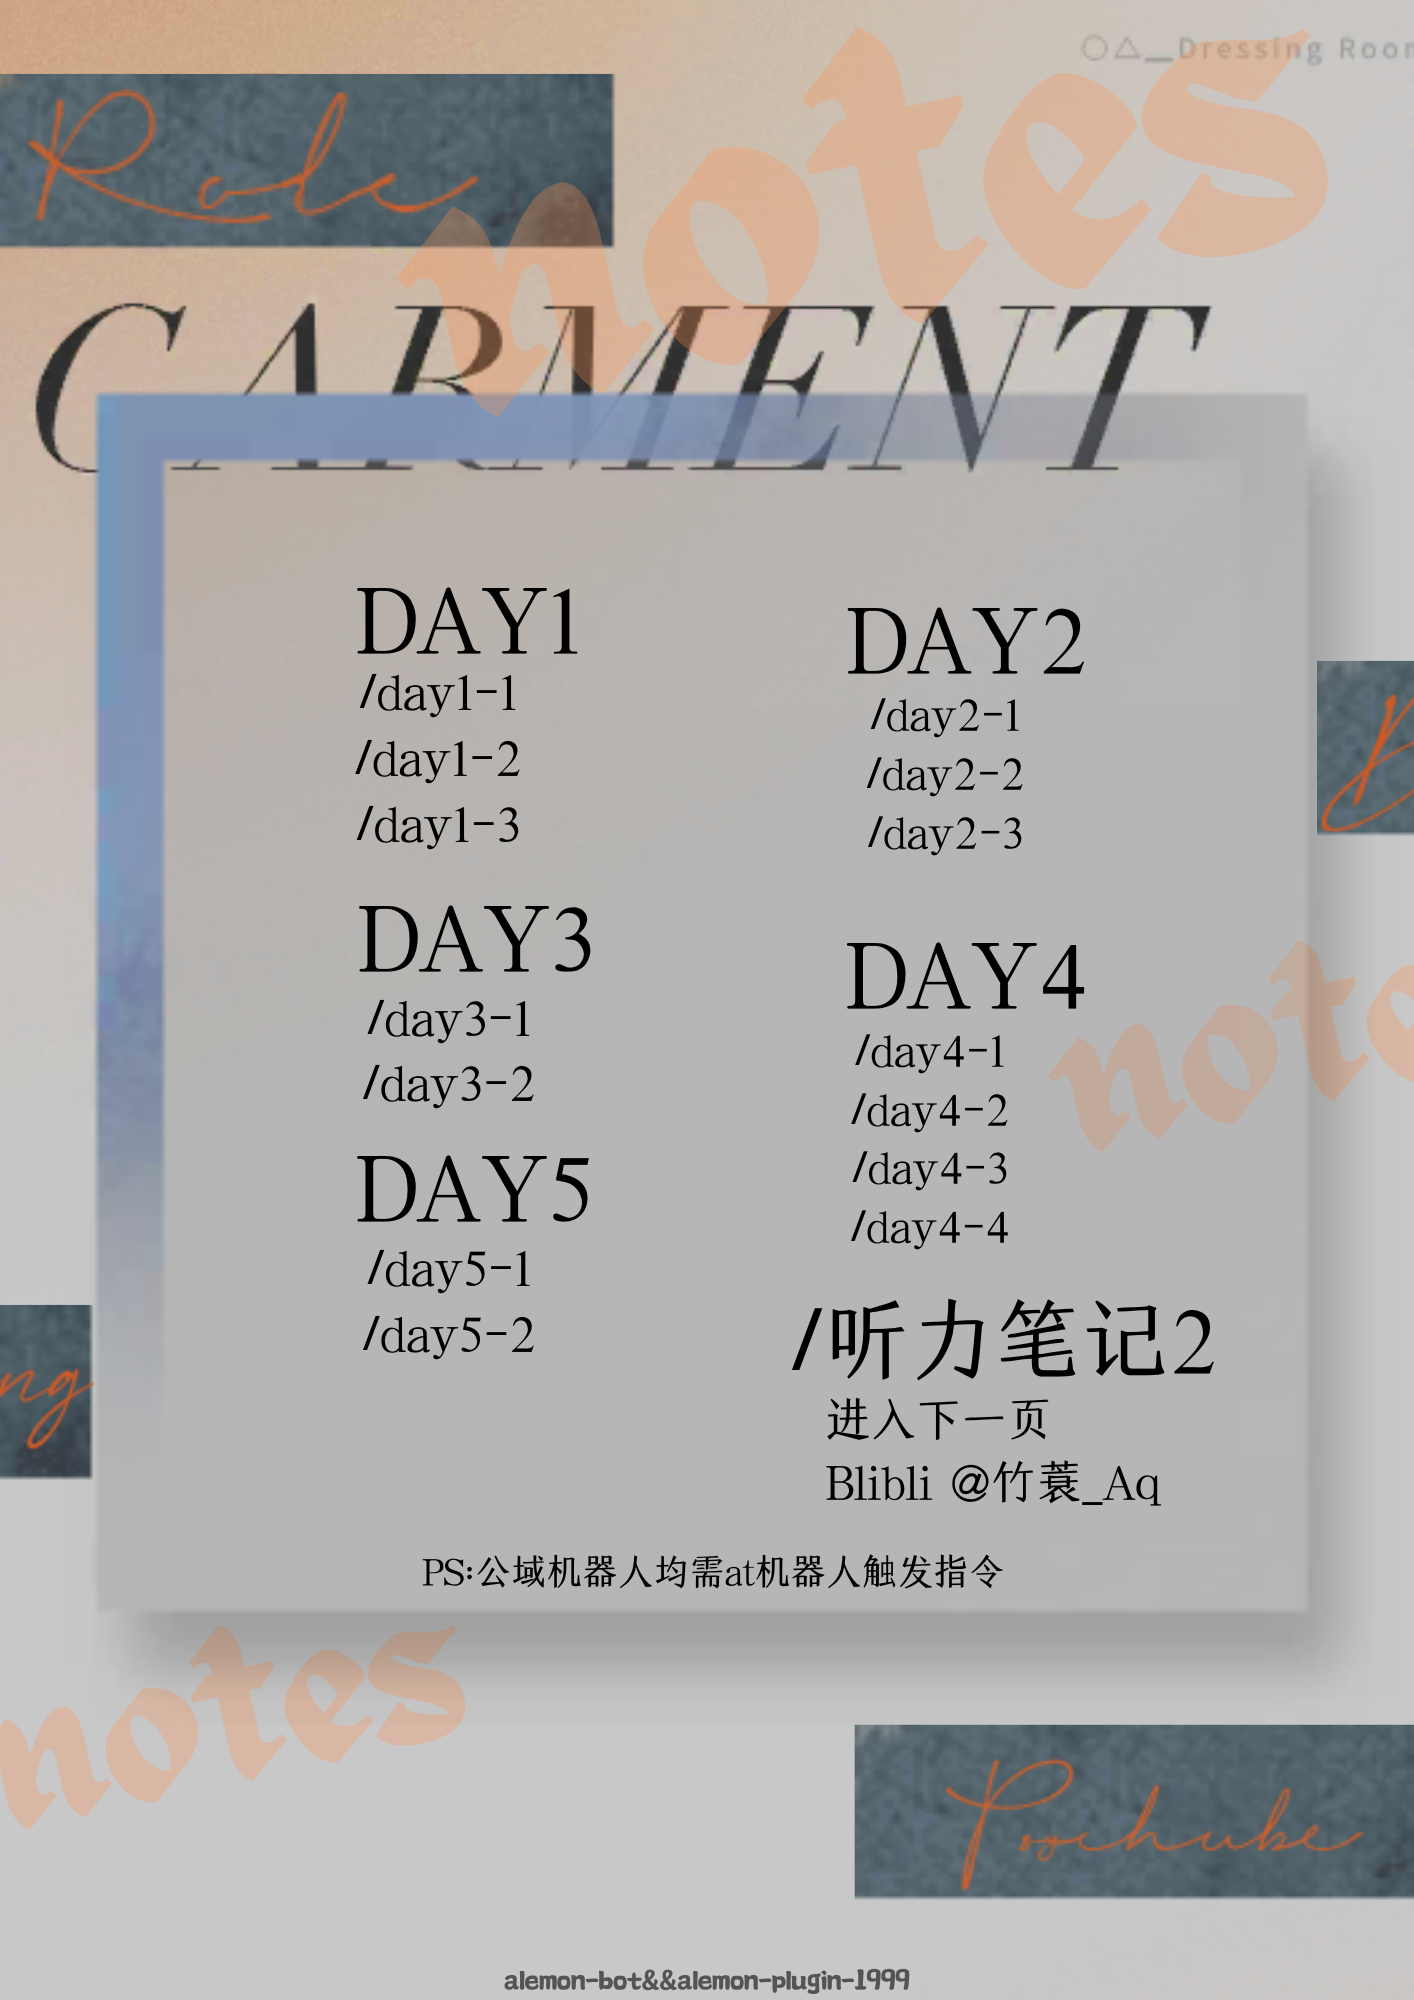 ○△_Dressing Roo
Role
notes
GARMENT
DAY1
/day1-1
/day1-2
/day1-3
DAY2
/day2-1
/day2-2
/day2-3
DAY3
/day3-1
/day3-2
DAY4
/day4-1
/day4-2
/day4-3
/day4-4
note
DAY5
/day5-1
/day5-2
/听力笔记2
进入下一页
Blibli @竹蓑_Aq
ng
PS:公域机器人均需at机器人触发指令
notes
alemon-bot&&alemon-plugin-1999